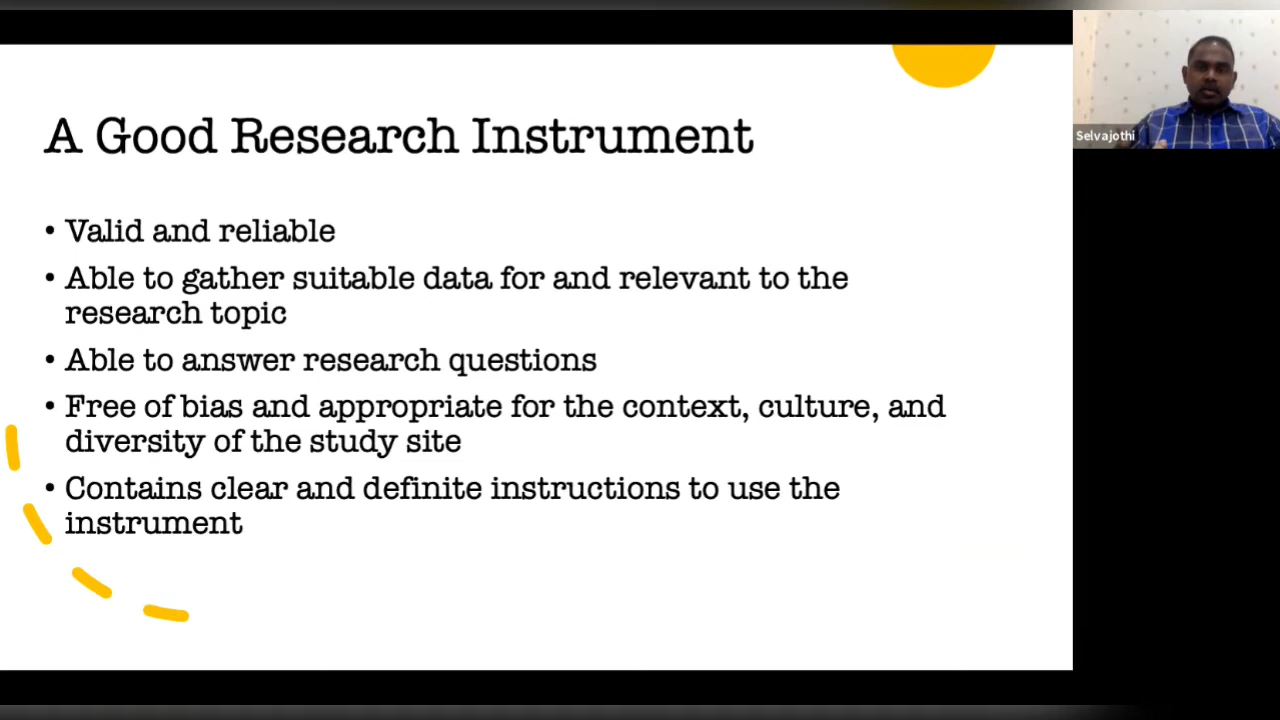 A Good Research Instrument
Selvajothi
• Valid and reliable
• Able to gather suitable data for and relevant to the
research topic
• Able to answer research questions
• Free of bias and appropriate for the context, culture, and
diversity of the study site
• Contains clear and definite instructions to use the
instrument